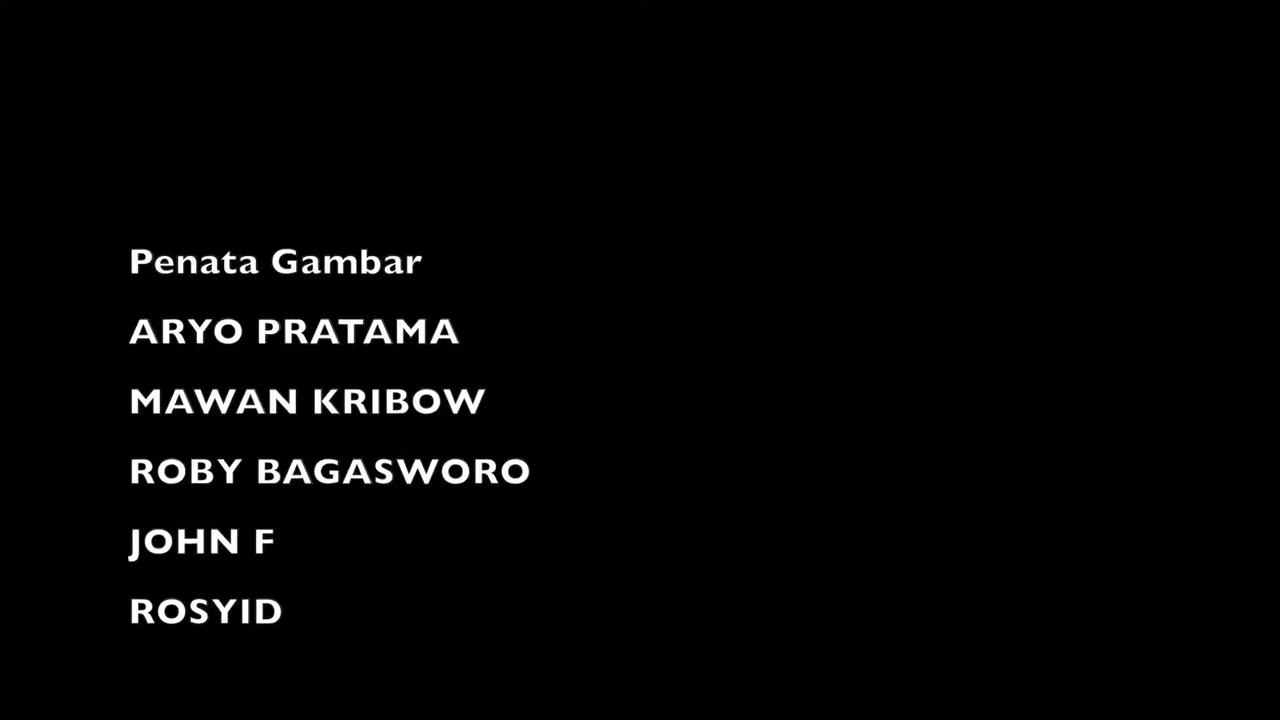 Penata Gambar
ARYO PRATAMA
MAWAN KRIBOW
ROBY BAGASWORO
JOHN F
ROSYID